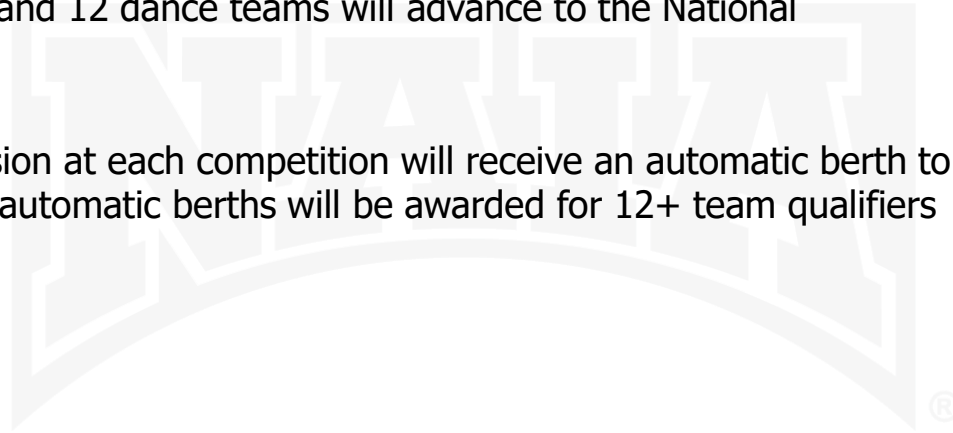 and 12 dance teams will advance to the National
NAIA
sion at each competition will receive an automatic berth to
automatic berths will be awarded for 12+ team qualifiers
®